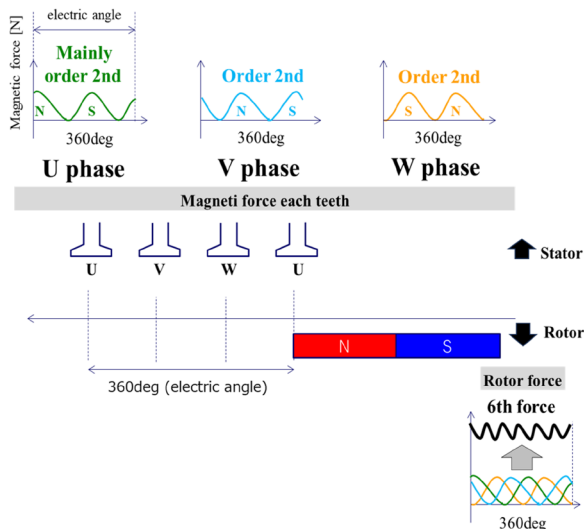 electric angle
Magnetic force [N]
Mainly
order 2nd
N
S
360deg
U phase
Order 2nd
N
S
360deg
V phase
Order 2nd
S
N
360deg
W phase
Magneti force each teeth
U
V
W
U
Stator
Rotor
N
S
360deg (electric angle)
Rotor force
6th force
360deg